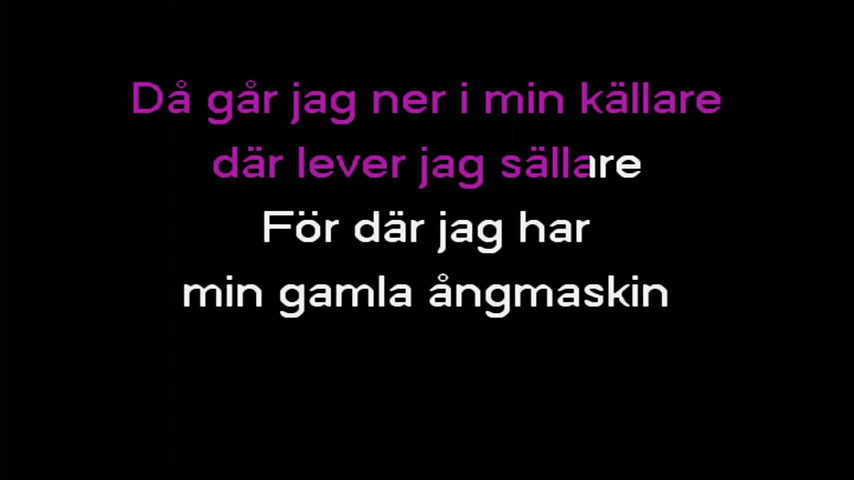 Då går jag ner i min källare
där lever jag sällare
För där jag har
min gamla ångmaskin